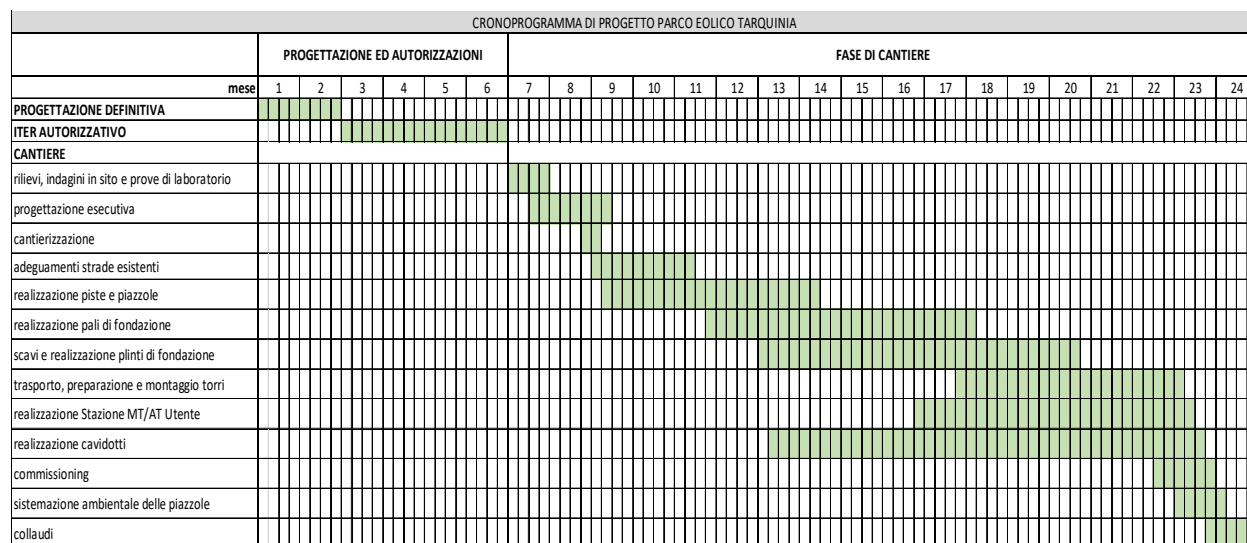 CRONOPROGRAMMA DI PROGETTO PARCO EOLICO TARQUINIA
PROGETTAZIONE ED AUTORIZZAZIONI FASE DI CANTIERE
mese 1 2 3 4 5 6 7 8 9 10 11 12 13 14 15 16 17 18 19 20 21 22 23 24
PROGETTAZIONE DEFINITIVA
ITER AUTORIZZATIVO
CANTIERE
rilievi, indagini in sito e prove di laboratorio
progettazione esecutiva
cantierizzazione
adeguamenti strade esistenti
realizzazione piste e piazzole
realizzazione pali di fondazione
scavi e realizzazione plinti di fondazione
trasporto, preparazione e montaggio torri
realizzazione Stazione MT/AT Utente
realizzazione cavidotti
commissioning
sistemazione ambientale delle piazzole
collaudi